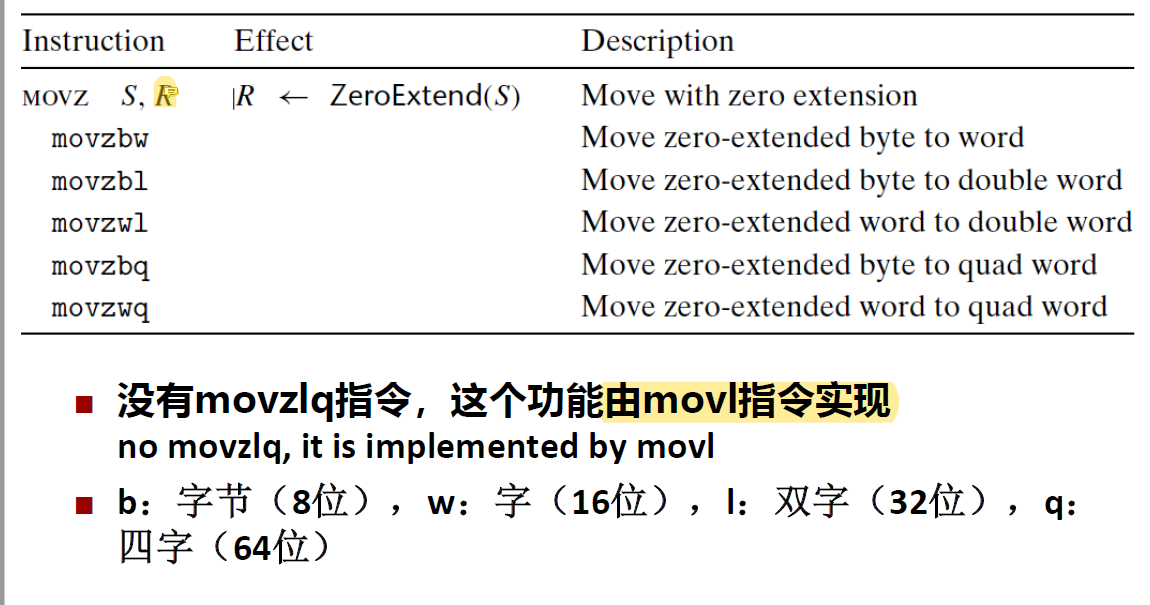 Instruction Effect Description
MOVZ S, R |R ← ZeroExtend(S) Move with zero extension
movzbw Move zero-extended byte to word
movzbl Move zero-extended byte to double word
movzwl Move zero-extended word to double word
movzbq Move zero-extended byte to quad word
movzwq Move zero-extended word to quad word
■ 没有movzlq指令，这个功能由movl指令实现
no movzlq, it is implemented by movl
■ b：字节（8位），w：字（16位），l：双字（32位），q：
四字（64位）